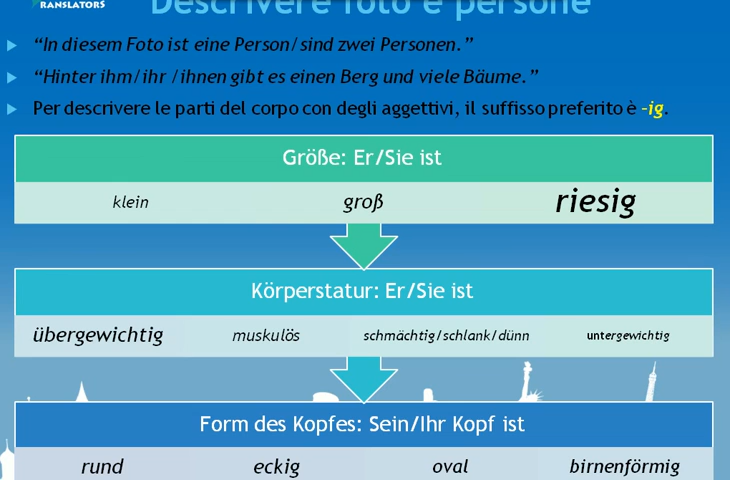 TRANSLATORS
Descrivere foto e persone
“In diesem Foto ist eine Person/sind zwei Personen.”
“Hinter ihm/ihr /ihnen gibt es einen Berg und viele Bäume.”
Per descrivere le parti del corpo con degli aggettivi, il suffisso preferito è -ig.
Größe: Er/Sie ist
klein groß riesig
Körperstatur: Er/Sie ist
übergewichtig muskulös schmächtig/schlank/dünn untergewichtig
Form des Kopfes: Sein/Ihr Kopf ist
rund eckig oval birnenförmig